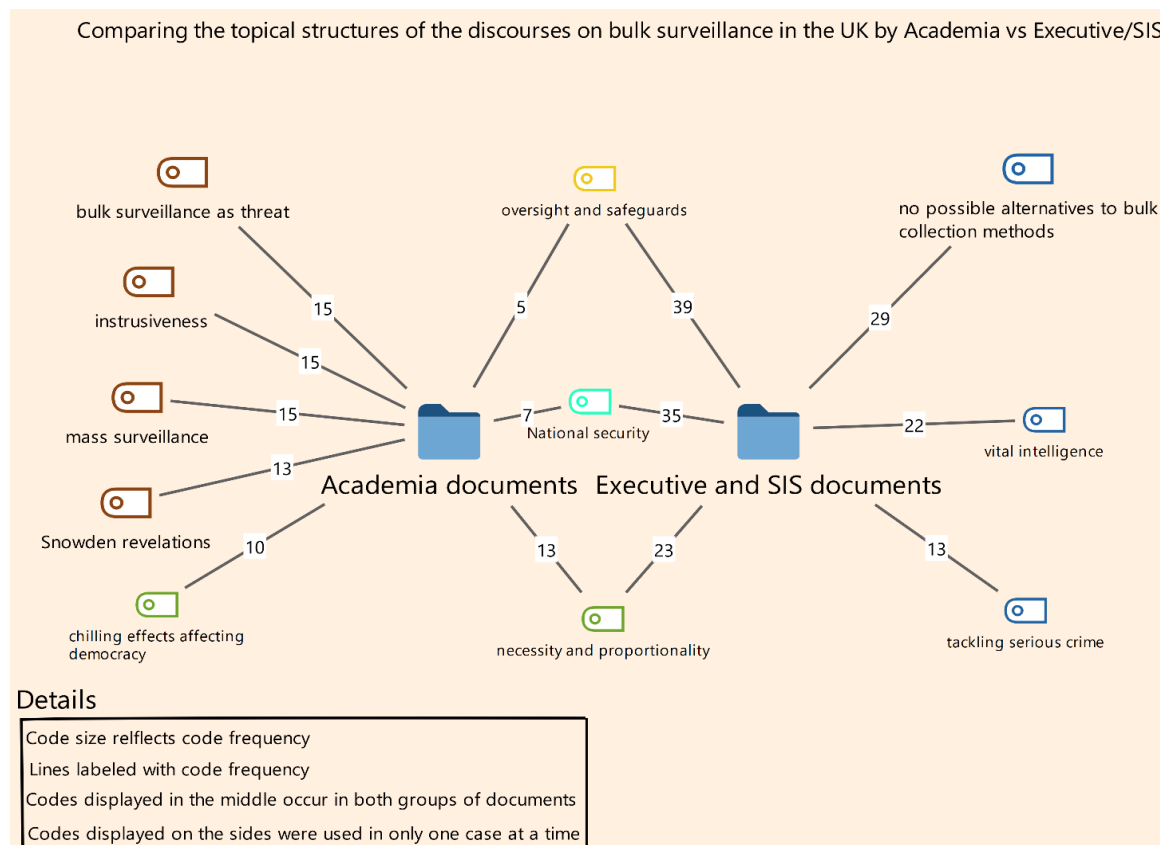 Comparing the topical structures of the discourses on bulk surveillance in the UK by Academia vs Executive/SIS
bulk surveillance as threat
oversight and safeguards
no possible alternatives to bulk
collection methods
instrusiveness
15
5
39
29
15
mass surveillance
15
7
35
22
National security
vital intelligence
13
Academia documents
Executive and SIS documents
Snowden revelations
10
13
23
13
chilling effects affecting
democracy
necessity and proportionality
tackling serious crime
Details
Code size relflects code frequency
Lines labeled with code frequency
Codes displayed in the middle occur in both groups of documents
Codes displayed on the sides were used in only one case at a time